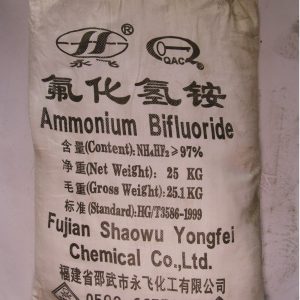 ®
QAC
永飞
氟化氢铵
Ammonium Bifluoride
含量(Content):NH4HF2≥97%
净重(Net Weight): 25 KG
毛重(Gross Weight):25.1 KG
标准(Standard):HG/T3586-1999
Fujian Shaowu Yongfei
Chemical Co.,Ltd.
福建省邵武市永飞化工有限公司